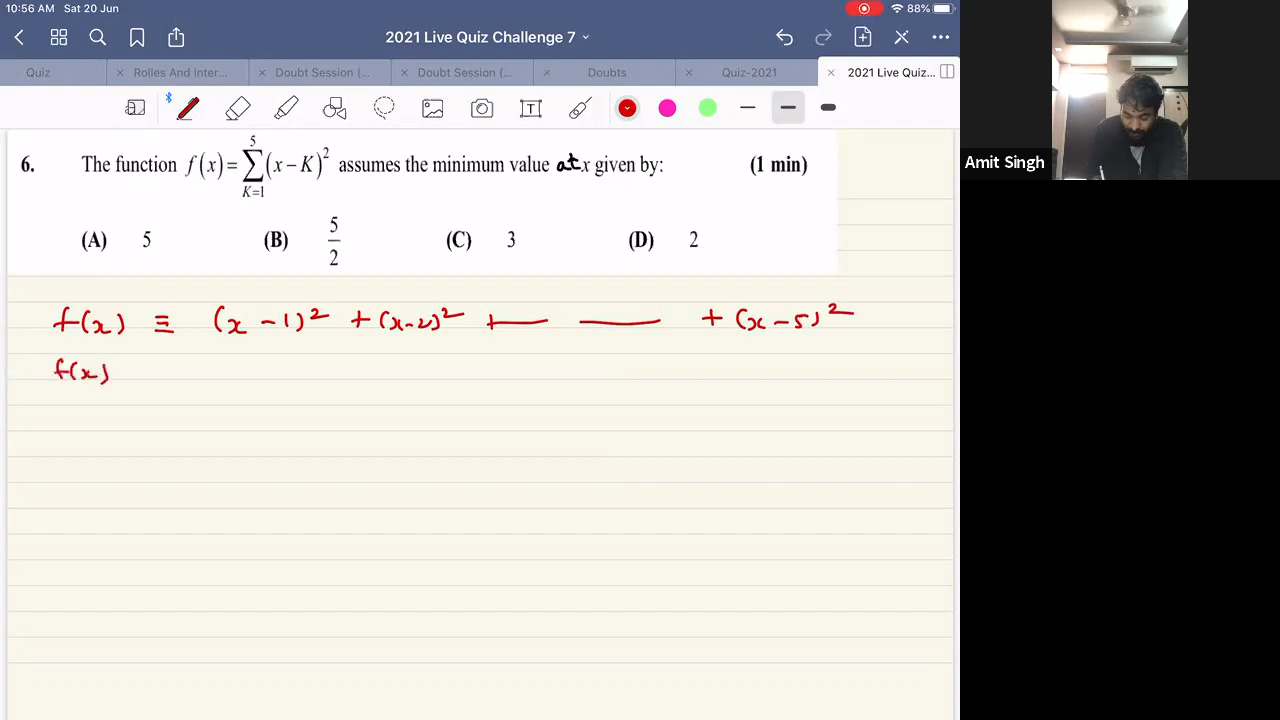 10:56 AM Sat 20 Jun
88%
2021 Live Quiz Challenge 7
Quiz
Rolles And Inter...
Doubt Session (...
Doubt Session (...
Doubts
Quiz-2021
2021 Live Quiz...
6. The function f(x) = ∑_{K=1}^{5} (x – K)² assumes the minimum value at x given by: (1 min)
(A) 5 (B) 5/2 (C) 3 (D) 2
f(x) ≡ (x – 1)² + (x – 2)² + —— —— + (x – 5)²
f(x)
Amit Singh